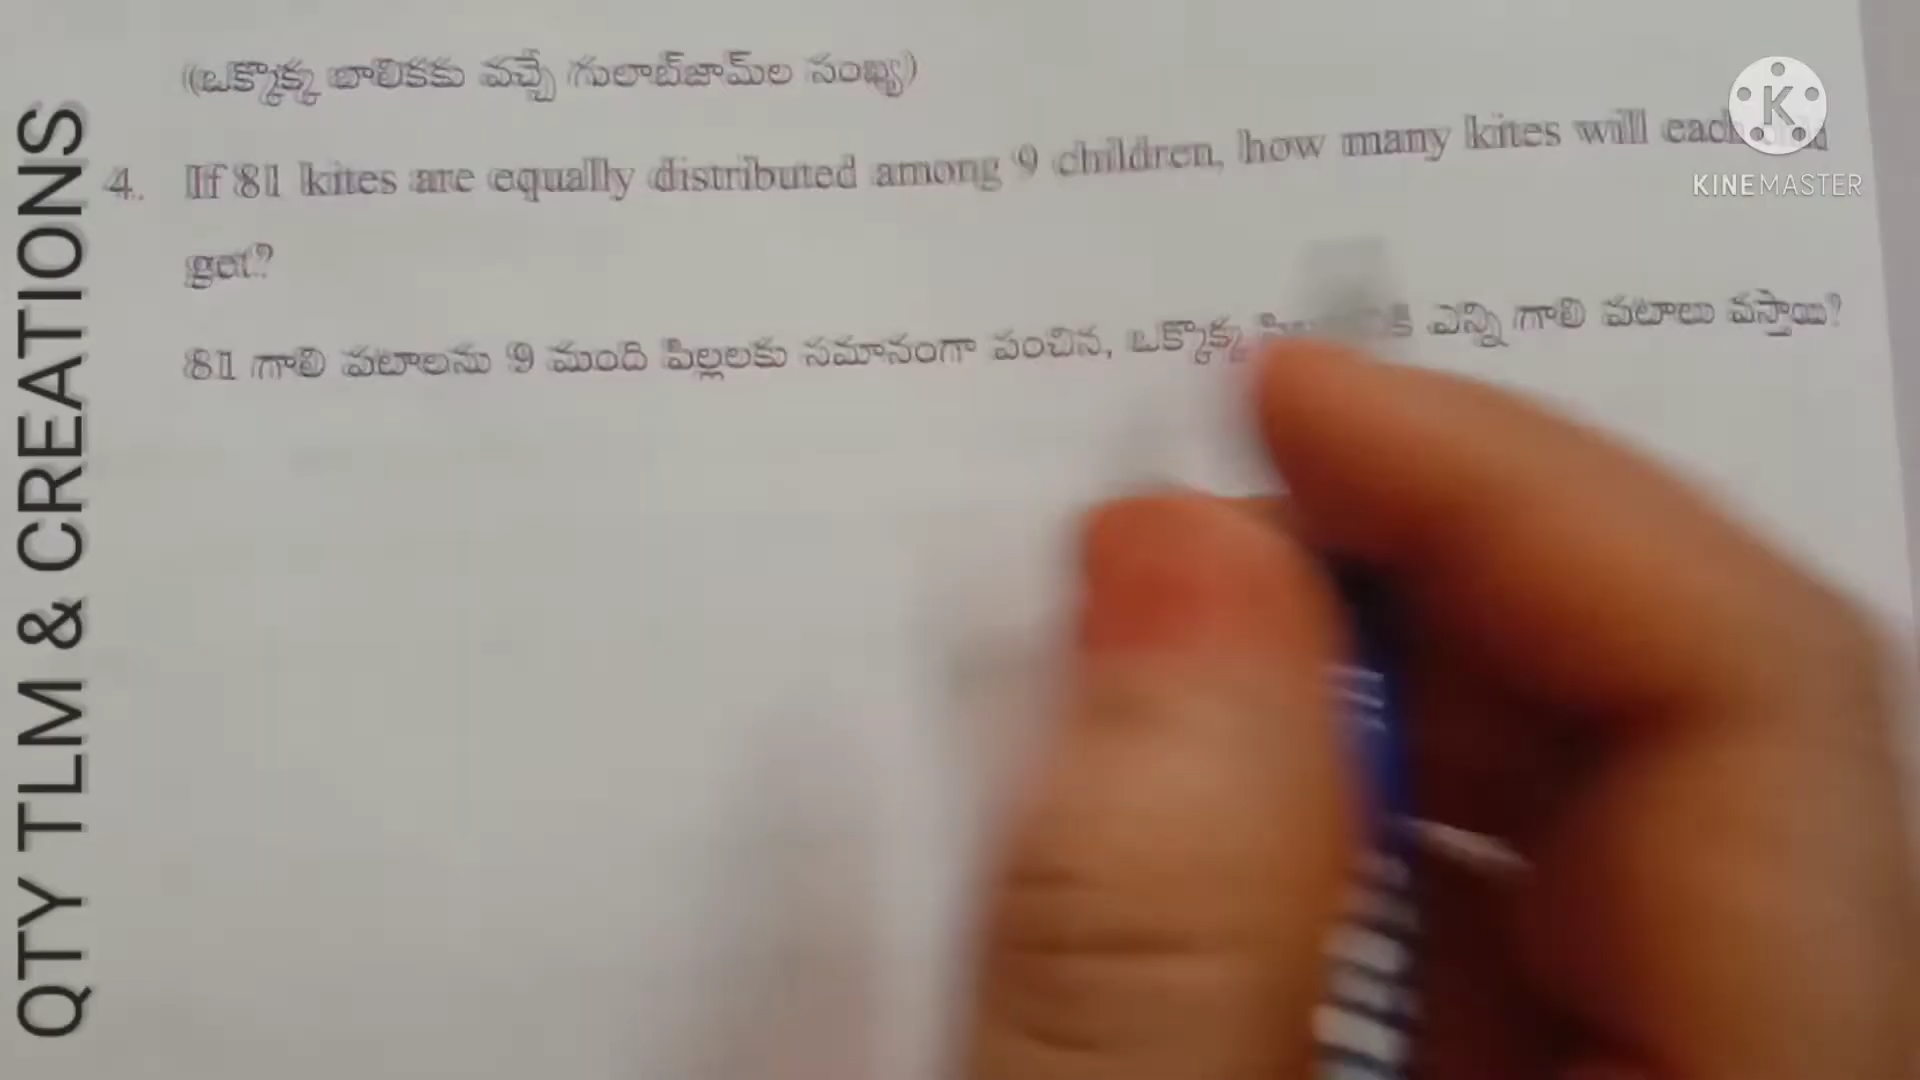 ((ఒక్కొక్క బాలికకు వచ్చే గులాబ్‌జామ్‌ల సంఖ్య)
4. If 81 kites are equally distributed among 9 children, how many kites will each
get?
81 గాలి పటాలను 9 మంది పిల్లలకు సమానంగా పంచిన, ఒక్కొక్క ఎన్ని గాలి పటాలు వస్తాయి?
QTY TLM & CREATIONS
K
KINEMASTER